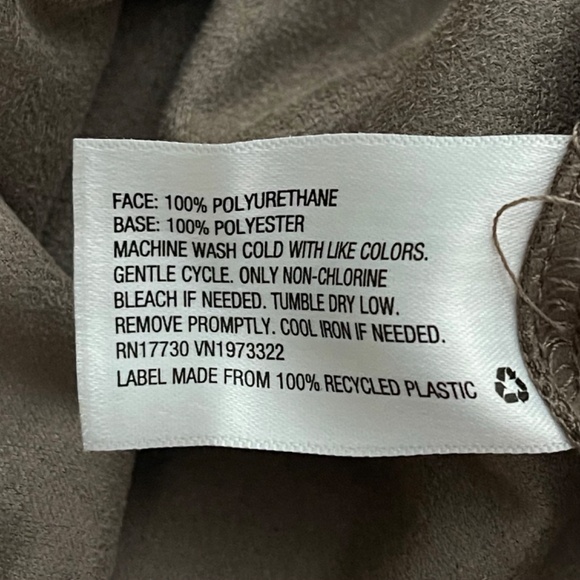 FACE: 100% POLYURETHANE
BASE: 100% POLYESTER
MACHINE WASH COLD WITH LIKE COLORS.
GENTLE CYCLE. ONLY NON-CHLORINE
BLEACH IF NEEDED. TUMBLE DRY LOW.
REMOVE PROMPTLY. COOL IRON IF NEEDED.
RN17730 VN1973322
LABEL MADE FROM 100% RECYCLED PLASTIC